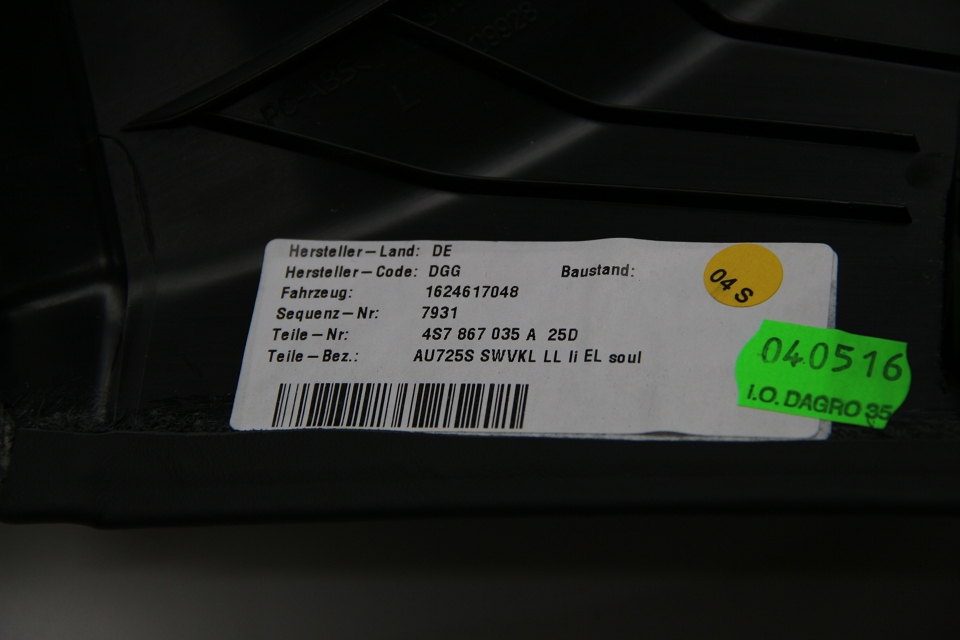 Hersteller-Land: DE
Hersteller-Code: DGG Baustand:
Fahrzeug: 1624617048
Sequenz-Nr: 7931
Teile-Nr: 4S7 867 035 A 25D
Teile-Bez.: AU725S SWVKL LL li EL soul
04 S
040516
i.O. DAGRO 35